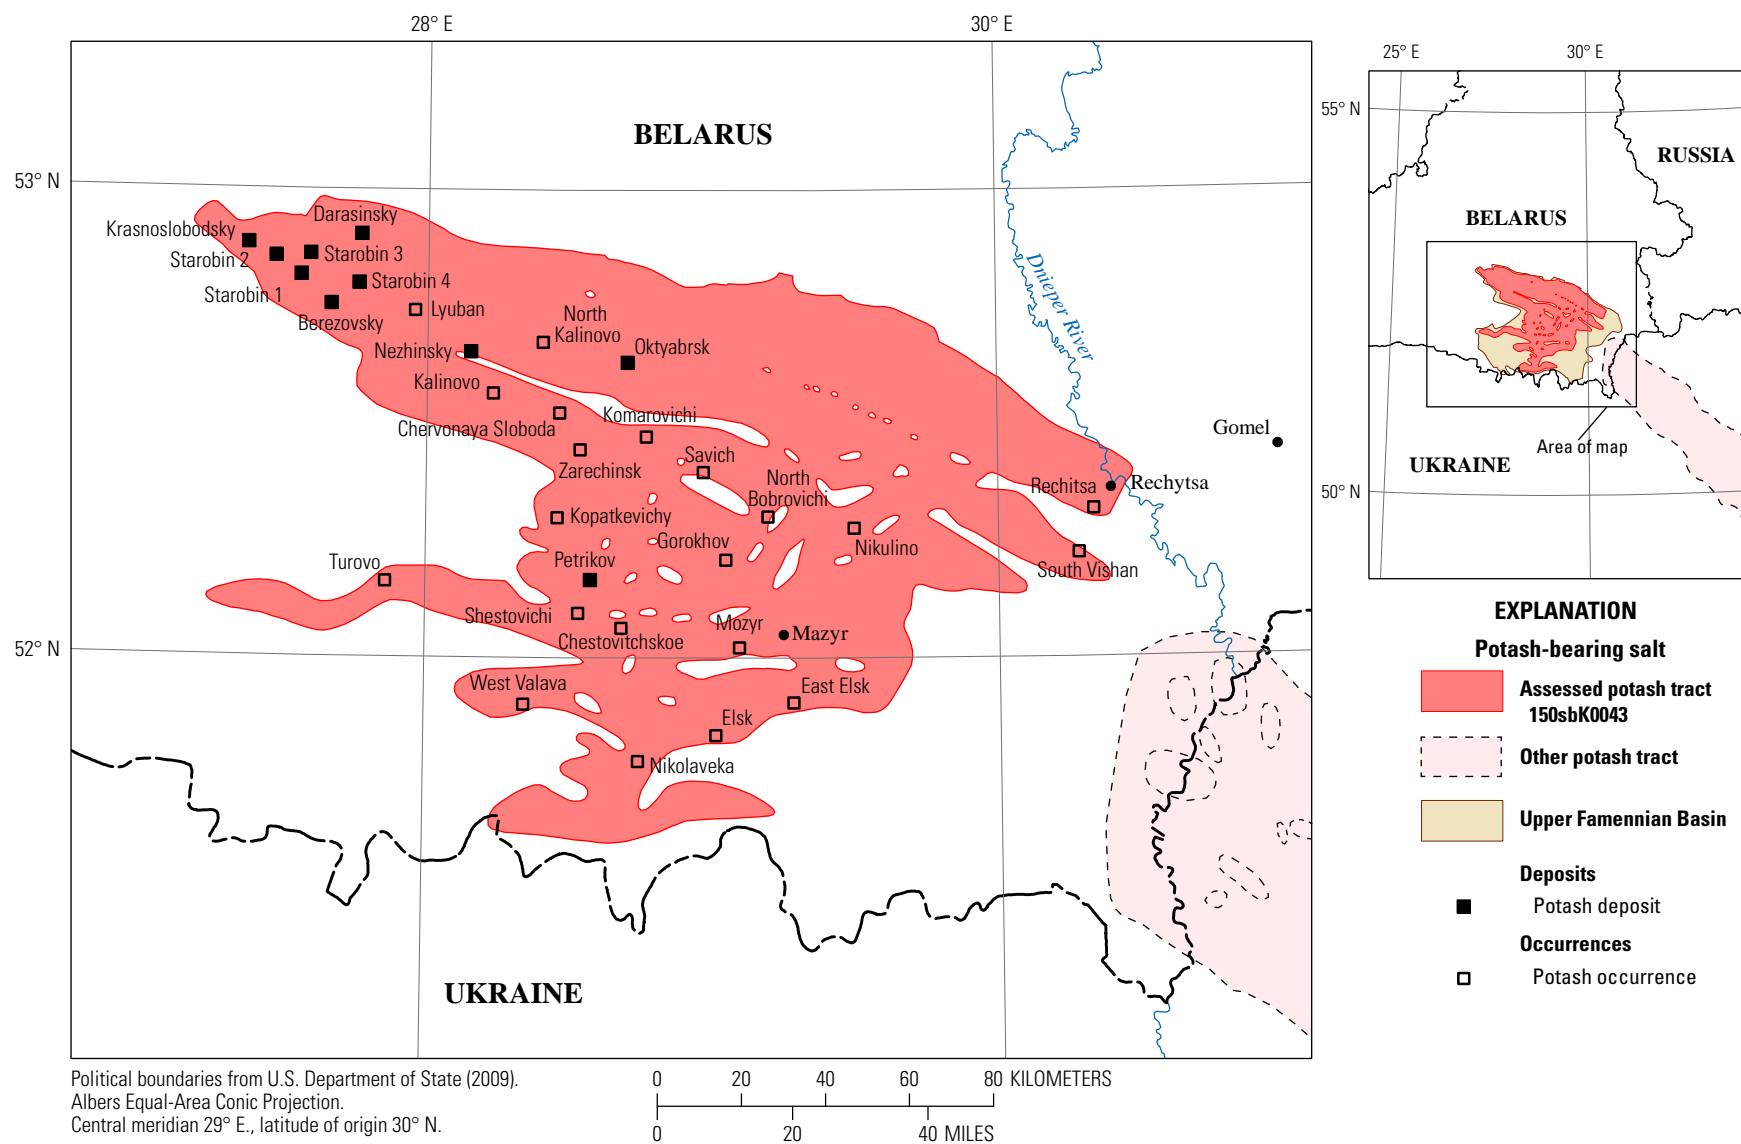 28° E
30° E
53° N
52° N
BELARUS
Dnieper River
Darasinsky
Krasnoslobodsky
Starobin 2
Starobin 3
Starobin 1
Starobin 4
Berezovsky
Lyuban
North
Kalinovo
Nezhinsky
Oktyabrsk
Kalinovo
Chervonaya Sloboda
Komarovichi
Zarechinsk
Savich
North
Bobrovichi
Gomel
Rechitsa
Rechytsa
Kopatkevichy
Gorokhov
Nikulino
Petrikov
South Vishan
Turovo
Shestovichi
Chestovitchskoe
Mozyr
Mazyr
West Valava
East Elsk
Elsk
Nikolaveka
UKRAINE
25° E
30° E
55° N
50° N
RUSSIA
BELARUS
UKRAINE
Area of map
EXPLANATION
Potash-bearing salt
Assessed potash tract
150sbK0043
Other potash tract
Upper Famennian Basin
Deposits
Potash deposit
Occurrences
Potash occurrence
Political boundaries from U.S. Department of State (2009).
Albers Equal-Area Conic Projection.
Central meridian 29° E., latitude of origin 30° N.
0 20 40 60 80 KILOMETERS
0 20 40 MILES